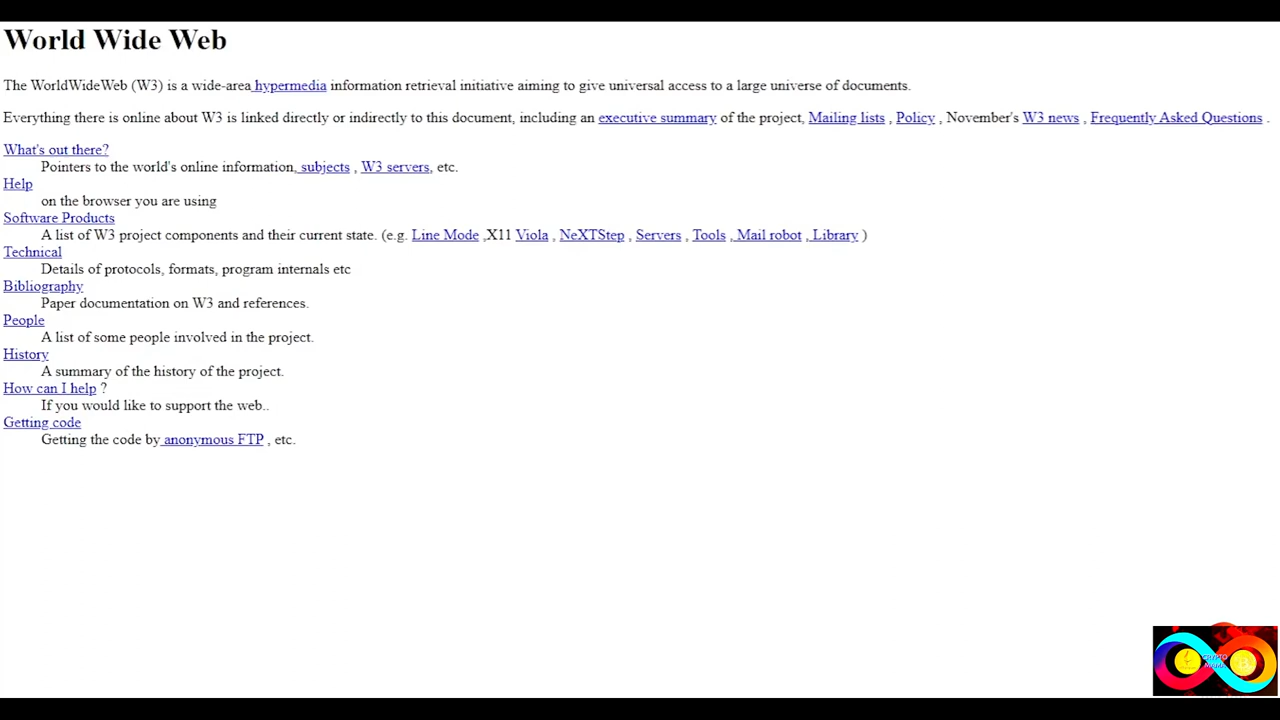 World Wide Web
The WorldWideWeb (W3) is a wide-area hypermedia information retrieval initiative aiming to give universal access to a large universe of documents.
Everything there is online about W3 is linked directly or indirectly to this document, including an executive summary of the project, Mailing lists , Policy , November's W3 news , Frequently Asked Questions .
What's out there?
Pointers to the world's online information, subjects , W3 servers, etc.
Help
on the browser you are using
Software Products
A list of W3 project components and their current state. (e.g. Line Mode ,X11 Viola , NeXTStep , Servers , Tools , Mail robot , Library )
Technical
Details of protocols, formats, program internals etc
Bibliography
Paper documentation on W3 and references.
People
A list of some people involved in the project.
History
A summary of the history of the project.
How can I help ?
If you would like to support the web..
Getting code
Getting the code by anonymous FTP , etc.
CRYPTO